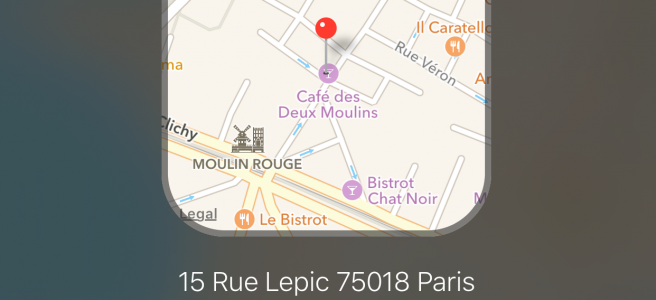 Il Caratello
Rue Véron
ma
Ar
Café des
Deux Moulins
Clichy
MOULIN ROUGE
Bistrot
Chat Noir
M
Legal
Le Bistrot
15 Rue Lepic 75018 Paris